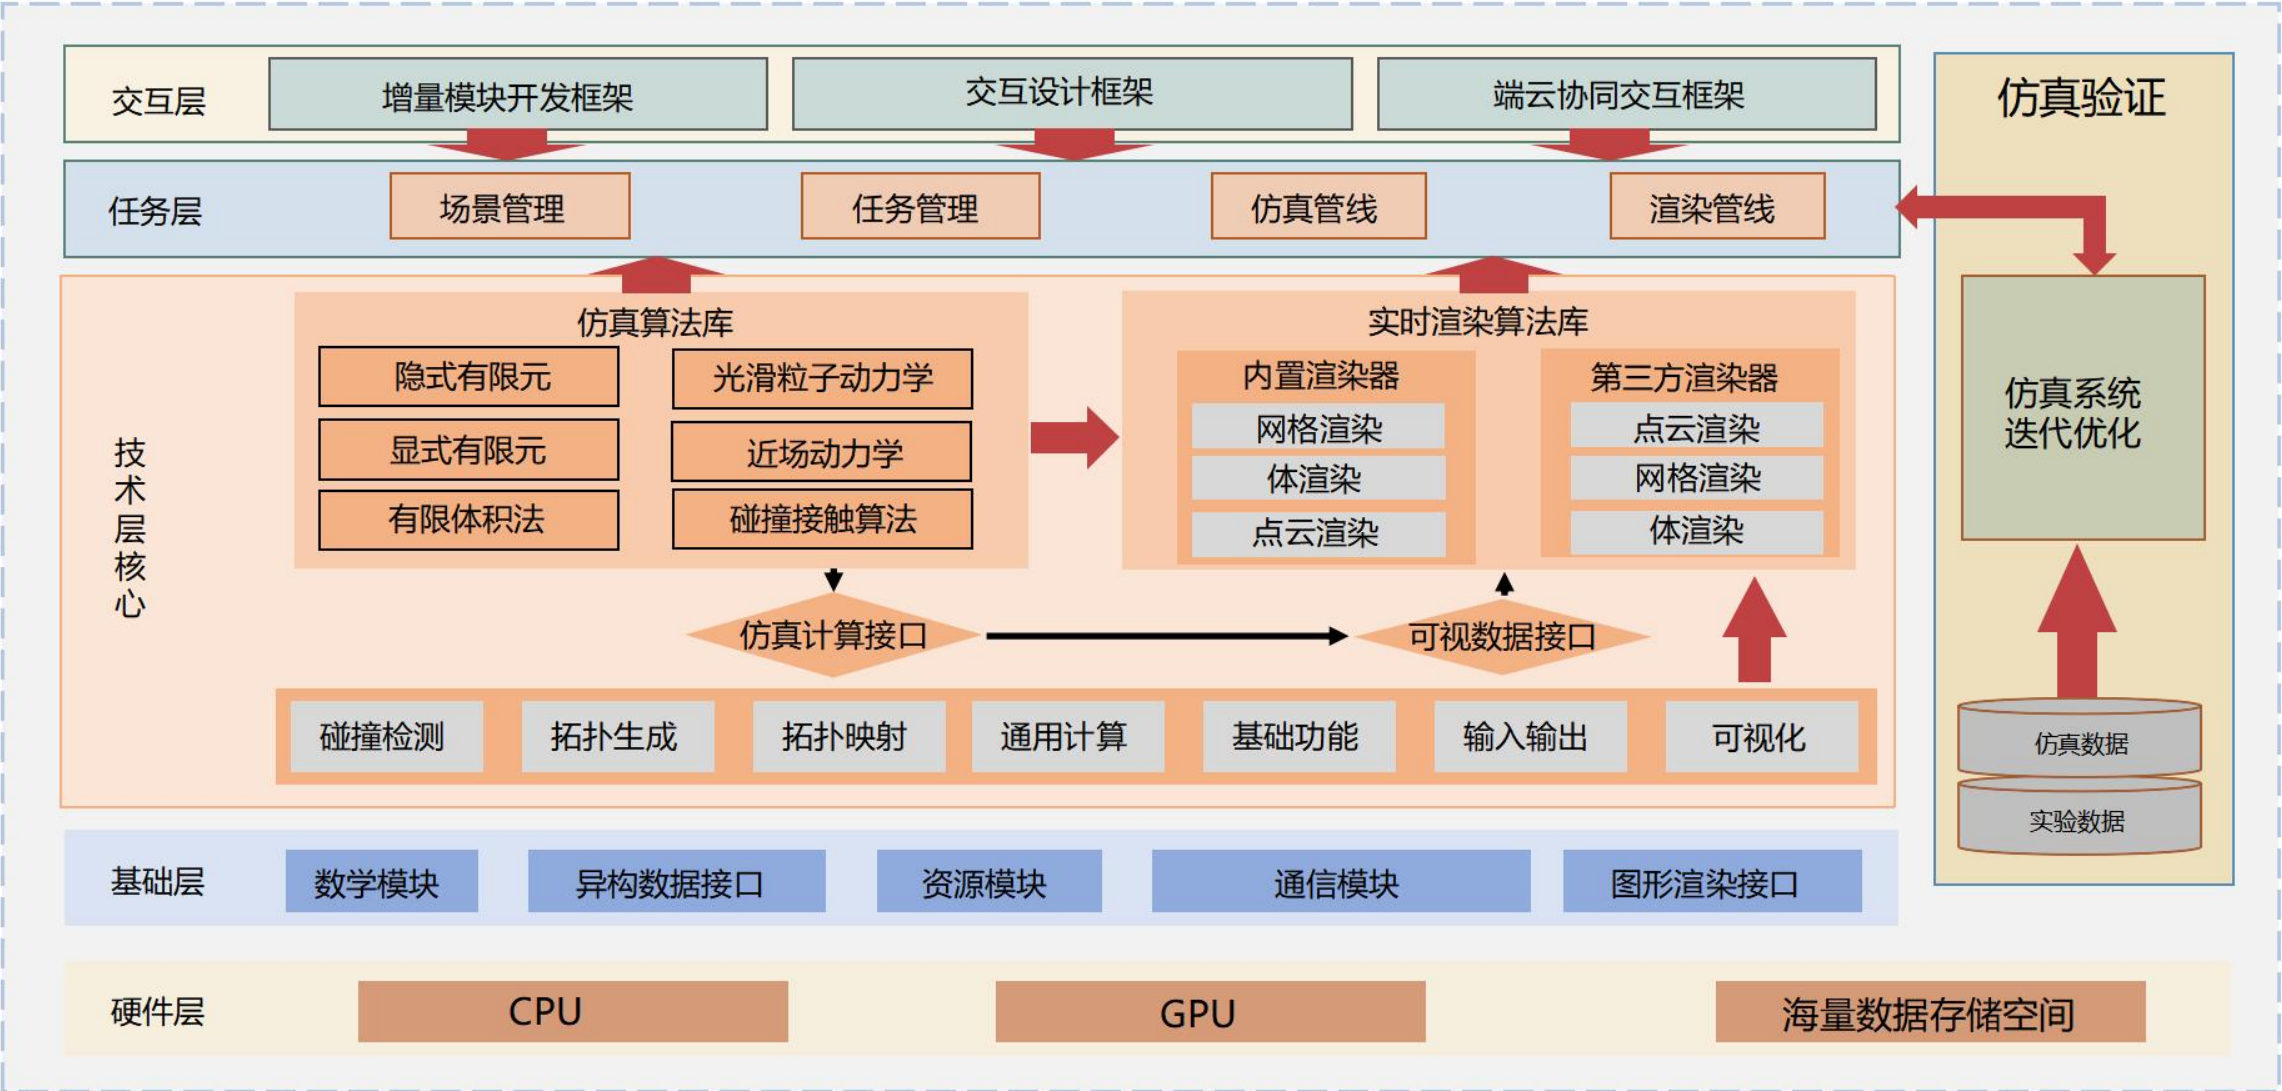 交互层
增量模块开发框架
交互设计框架
端云协同交互框架
任务层
场景管理
任务管理
仿真管线
渲染管线
技术层核心
仿真算法库
隐式有限元
光滑粒子动力学
显式有限元
近场动力学
有限体积法
碰撞接触算法
实时渲染算法库
内置渲染器
网格渲染
体渲染
点云渲染
第三方渲染器
点云渲染
网格渲染
体渲染
仿真计算接口
可视数据接口
碰撞检测
拓扑生成
拓扑映射
通用计算
基础功能
输入输出
可视化
基础层
数学模块
异构数据接口
资源模块
通信模块
图形渲染接口
硬件层
CPU
GPU
海量数据存储空间
仿真验证
仿真系统
迭代优化
仿真数据
实验数据